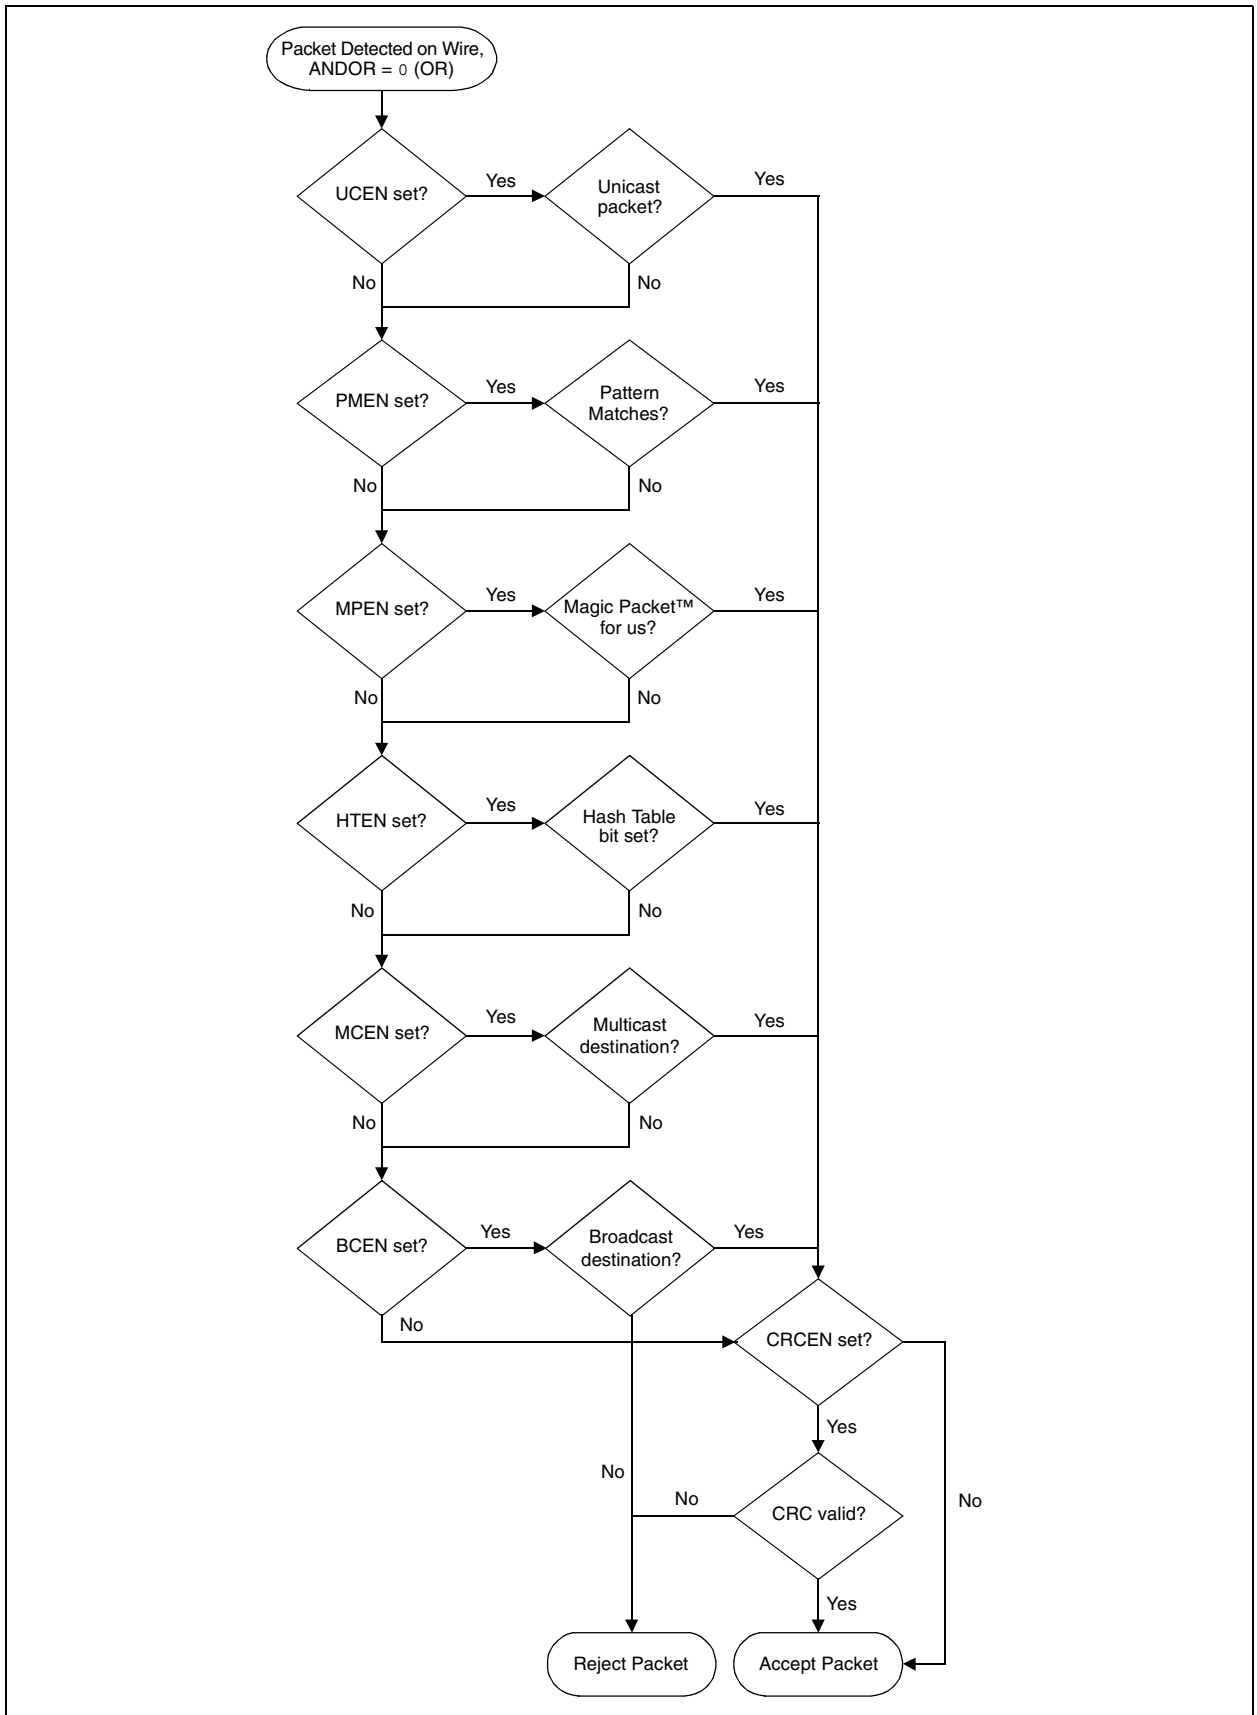 Packet Detected on Wire,
ANDOR = 0 (OR)
UCEN set?
Yes
Unicast
packet?
Yes
No
No
PMEN set?
Yes
Pattern
Matches?
Yes
No
No
MPEN set?
Yes
Magic Packet™
for us?
Yes
No
No
HTEN set?
Yes
Hash Table
bit set?
Yes
No
No
MCEN set?
Yes
Multicast
destination?
Yes
No
No
BCEN set?
Yes
Broadcast
destination?
Yes
No
CRCEN set?
Yes
No
No
CRC valid?
No
Yes
Reject Packet
Accept Packet